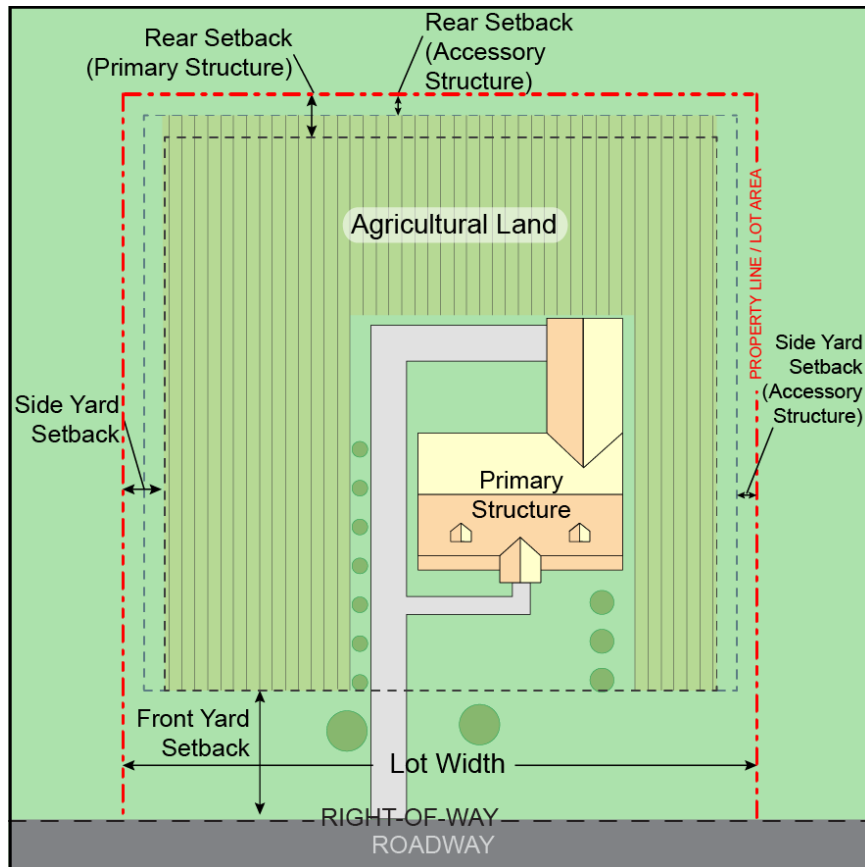 Rear Setback
(Primary Structure)
Rear Setback
(Accessory
Structure)
Agricultural Land
PROPERTY LINE / LOT AREA
Side Yard
Setback
(Accessory
Structure)
Side Yard
Setback
Primary
Structure
Front Yard
Setback
Lot Width
RIGHT-OF-WAY
ROADWAY